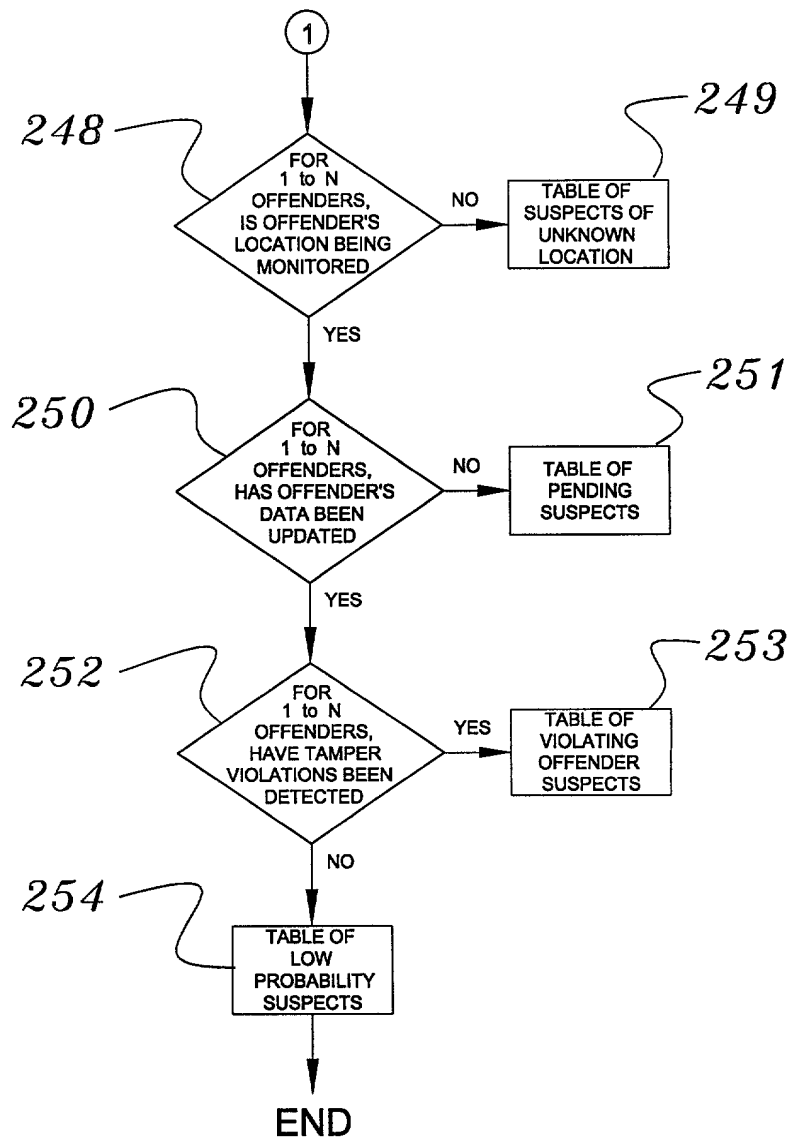 1
248
FOR
1 to N
OFFENDERS,
IS OFFENDER'S
LOCATION BEING
MONITORED
NO
249
TABLE OF
SUSPECTS OF
UNKNOWN
LOCATION
YES
250
FOR
1 to N
OFFENDERS,
HAS OFFENDER'S
DATA BEEN
UPDATED
NO
251
TABLE OF
PENDING
SUSPECTS
YES
252
FOR
1 to N
OFFENDERS,
HAVE TAMPER
VIOLATIONS BEEN
DETECTED
YES
253
TABLE OF
VIOLATING
OFFENDER
SUSPECTS
NO
254
TABLE OF
LOW
PROBABILITY
SUSPECTS
END